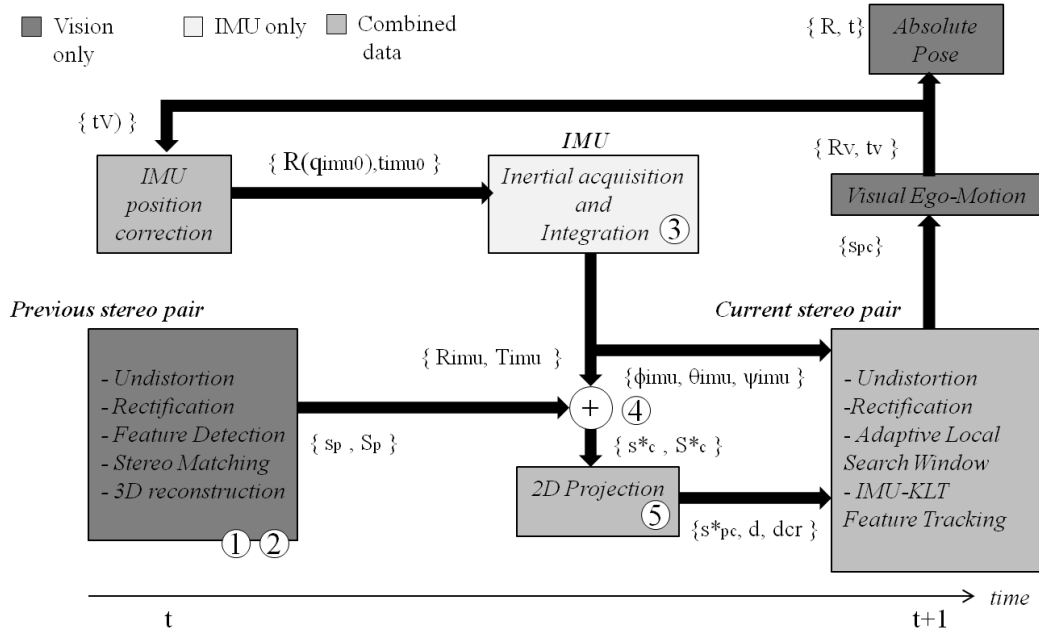 Vision only
IMU only
Combined data
{ R, t}
Absolute
Pose
{ tV) }
IMU
{ R(qimu0),timu0 }
{ Rv, tv }
IMU
position
correction
Inertial acquisition
and
Integration
3
Visual Ego-Motion
{spc}
Previous stereo pair
Current stereo pair
{ Rimu, Timu }
{ϕimu, θimu, ψimu }
- Undistortion
- Rectification
- Feature Detection
- Stereo Matching
- 3D reconstruction
1
2
+
4
{ sp , Sp }
{ s*c , S*c }
2D Projection
5
{s*pc, d, dcr }
- Undistortion
-Rectification
- Adaptive Local
Search Window
- IMU-KLT
Feature Tracking
time
t
t+1